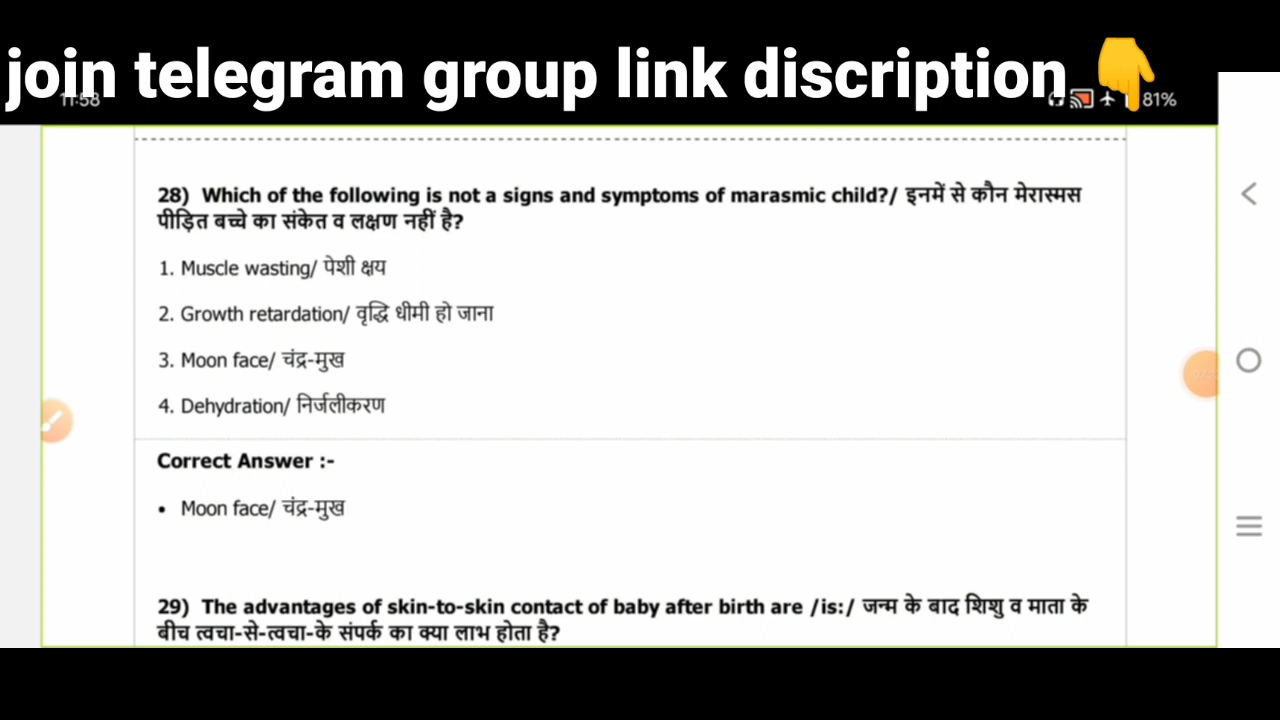 join telegram group link discription 👇
11:58
81%
28) Which of the following is not a signs and symptoms of marasmic child?/ इनमें से कौन मेरास्मस
पीड़ित बच्चे का संकेत व लक्षण नहीं है?
1. Muscle wasting/ पेशी क्षय
2. Growth retardation/ वृद्धि धीमी हो जाना
3. Moon face/ चंद्र-मुख
4. Dehydration/ निर्जलीकरण
Correct Answer :-
• Moon face/ चंद्र-मुख
29) The advantages of skin-to-skin contact of baby after birth are /is:/ जन्म के बाद शिशु व माता के
बीच त्वचा-से-त्वचा-के संपर्क का क्या लाभ होता है?